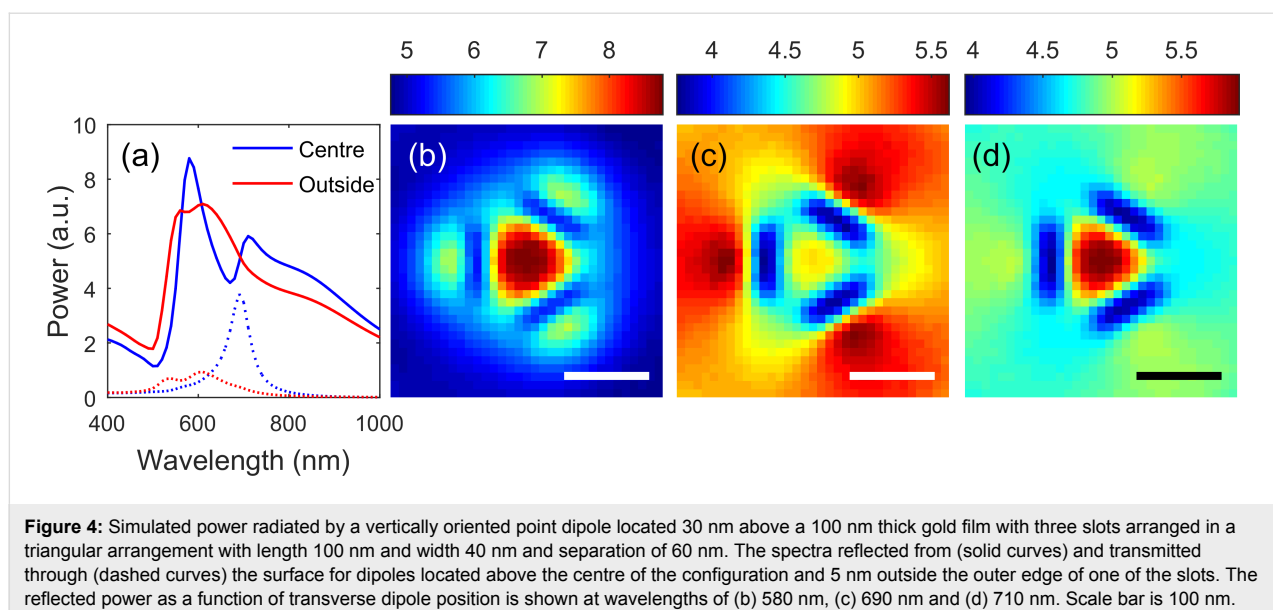 5 6 7 8
4 4.5 5 5.5
4 4.5 5 5.5
10
8
6
4
2
0
Power (a.u.)
(a)
Centre
Outside
400 600 800 1000
Wavelength (nm)
(b)
(c)
(d)
Figure 4: Simulated power radiated by a vertically oriented point dipole located 30 nm above a 100 nm thick gold film with three slots arranged in a
triangular arrangement with length 100 nm and width 40 nm and separation of 60 nm. The spectra reflected from (solid curves) and transmitted
through (dashed curves) the surface for dipoles located above the centre of the configuration and 5 nm outside the outer edge of one of the slots. The
reflected power as a function of transverse dipole position is shown at wavelengths of (b) 580 nm, (c) 690 nm and (d) 710 nm. Scale bar is 100 nm.